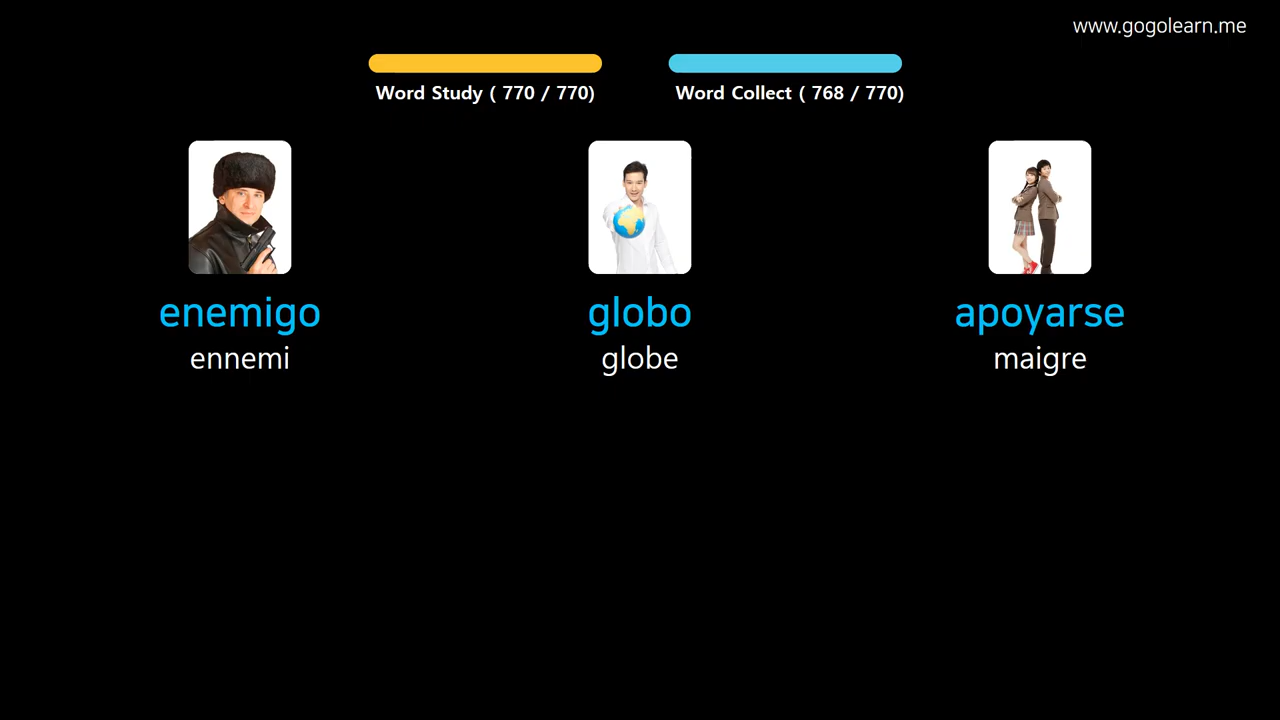 www.gogolearn.me
Word Study ( 770 / 770)
Word Collect ( 768 / 770)
enemigo
ennemi
globo
globe
apoyarse
maigre